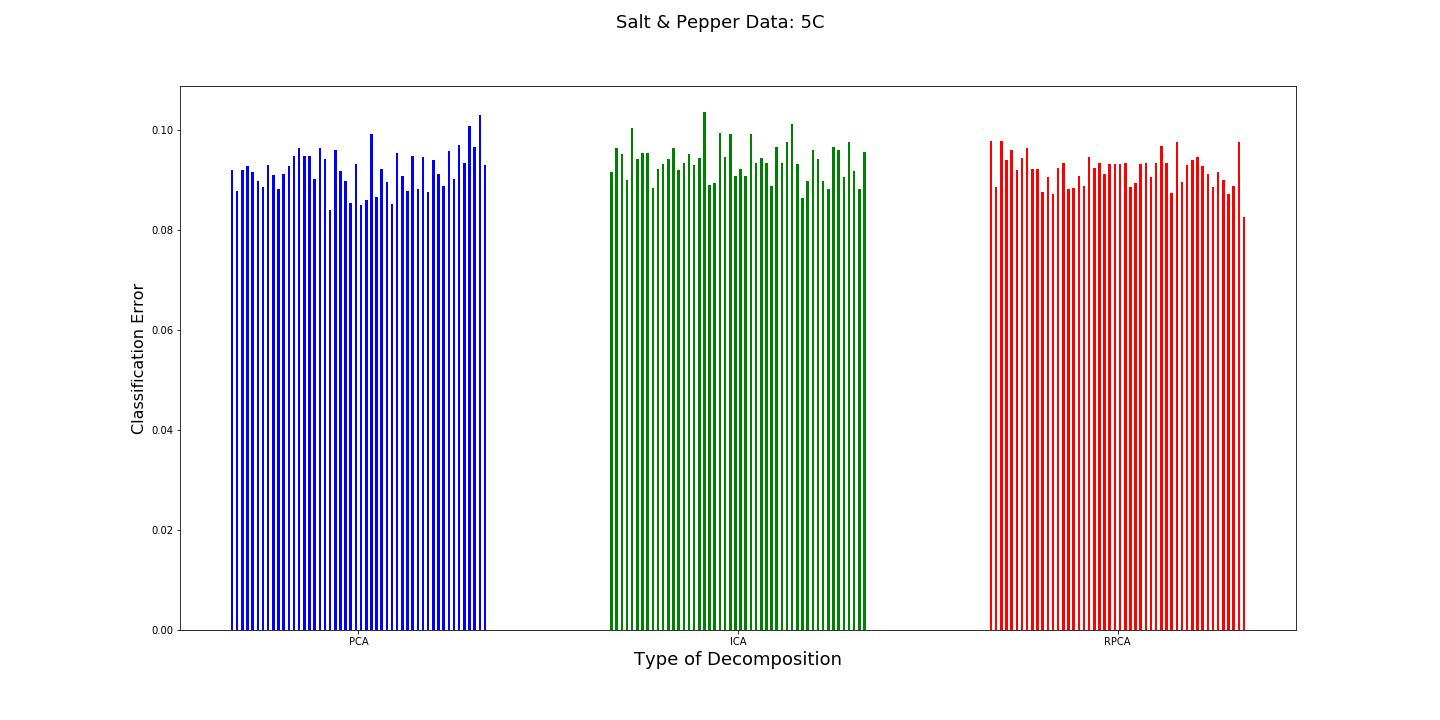 Salt & Pepper Data: 5C
0.10
0.08
0.06
0.04
0.02
0.00
Classification Error
PCA ICA RPCA
Type of Decomposition